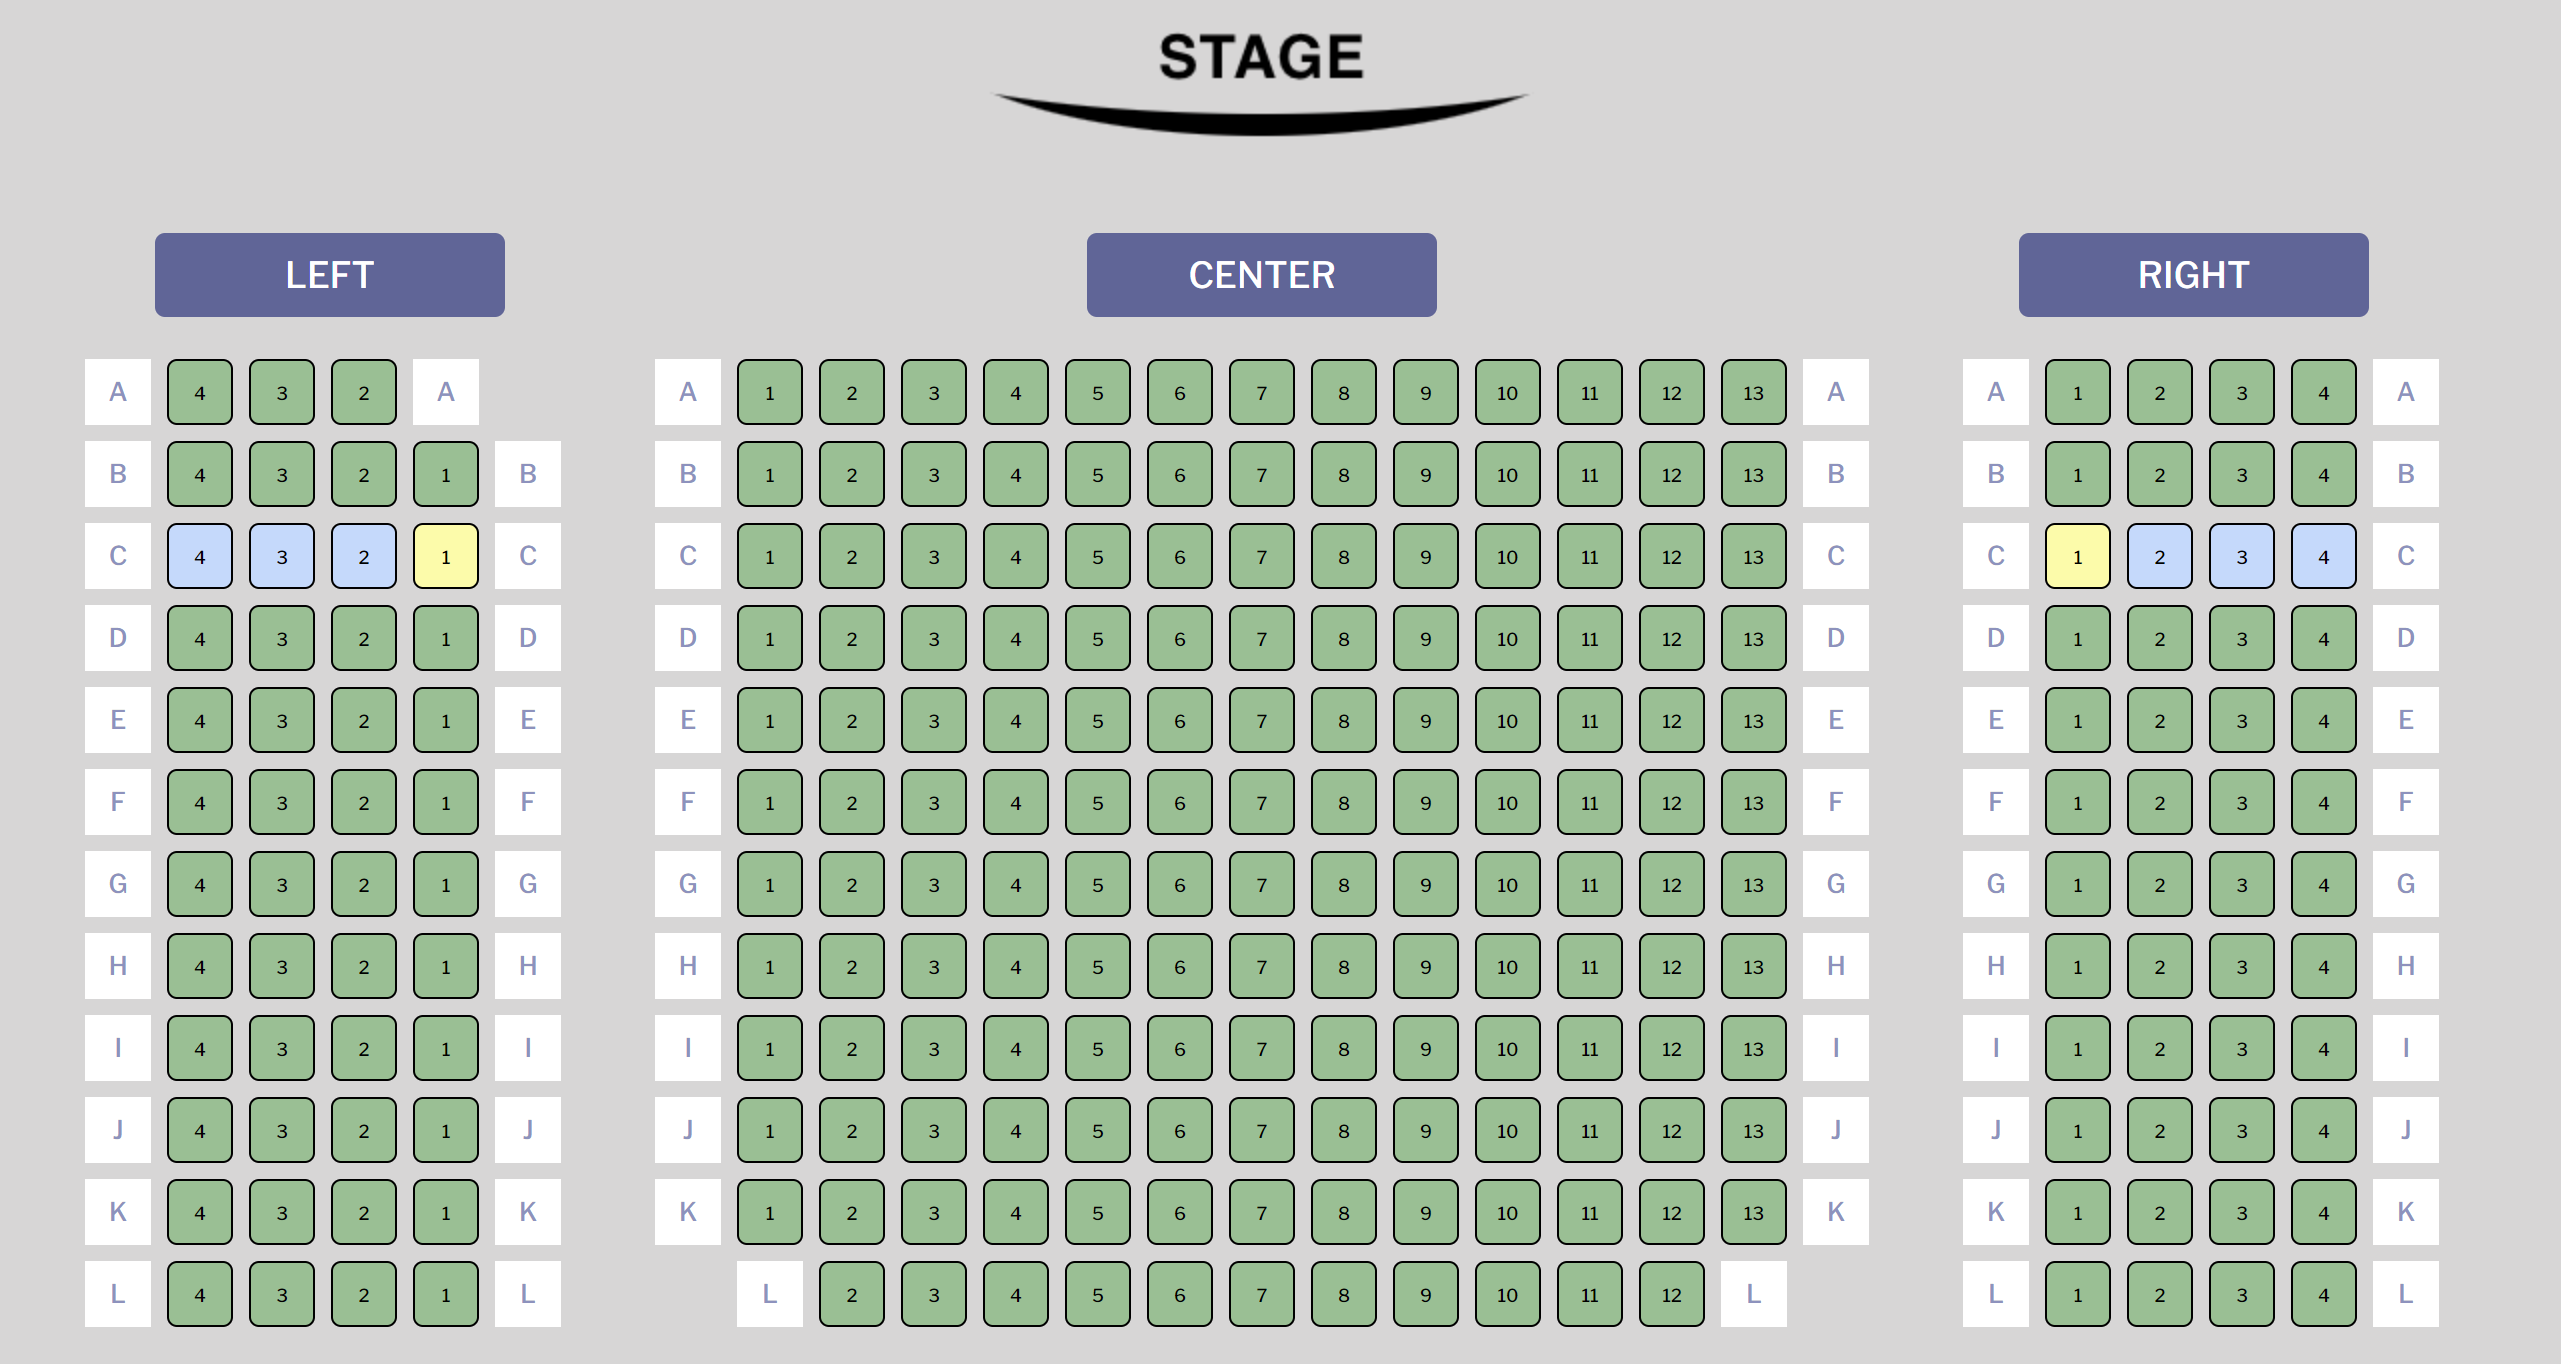 STAGE
LEFT CENTER RIGHT
A 4 3 2 A A 1 2 3 4 5 6 7 8 9 10 11 12 13 A A 1 2 3 4 A
B 4 3 2 1 B B 1 2 3 4 5 6 7 8 9 10 11 12 13 B B 1 2 3 4 B
C 4 3 2 1 C C 1 2 3 4 5 6 7 8 9 10 11 12 13 C C 1 2 3 4 C
D 4 3 2 1 D D 1 2 3 4 5 6 7 8 9 10 11 12 13 D D 1 2 3 4 D
E 4 3 2 1 E E 1 2 3 4 5 6 7 8 9 10 11 12 13 E E 1 2 3 4 E
F 4 3 2 1 F F 1 2 3 4 5 6 7 8 9 10 11 12 13 F F 1 2 3 4 F
G 4 3 2 1 G G 1 2 3 4 5 6 7 8 9 10 11 12 13 G G 1 2 3 4 G
H 4 3 2 1 H H 1 2 3 4 5 6 7 8 9 10 11 12 13 H H 1 2 3 4 H
I 4 3 2 1 I I 1 2 3 4 5 6 7 8 9 10 11 12 13 I I 1 2 3 4 I
J 4 3 2 1 J J 1 2 3 4 5 6 7 8 9 10 11 12 13 J J 1 2 3 4 J
K 4 3 2 1 K K 1 2 3 4 5 6 7 8 9 10 11 12 13 K K 1 2 3 4 K
L 4 3 2 1 L L 2 3 4 5 6 7 8 9 10 11 12 L L 1 2 3 4 L